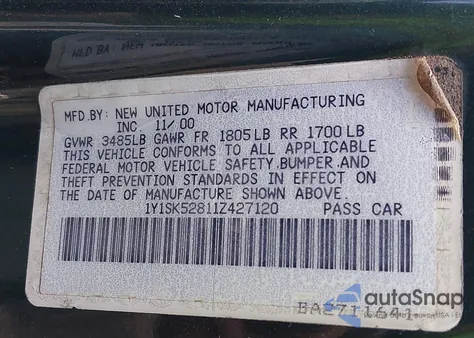 MFD.BY: NEW UNITED MOTOR MANUFACTURING
INC 11/00
GVWR 3485LB GAWR FR 1805LB RR 1700LB
THIS VEHICLE CONFORMS TO ALL APPLICABLE
FEDERAL MOTOR VEHICLE SAFETY,BUMPER,AND
THEFT PREVENTION STANDARDS IN EFFECT ON
THE DATE OF MANUFACTURE SHOWN ABOVE.
1Y1SK52811Z427120 PASS CAR
BA2711641
autoSnap